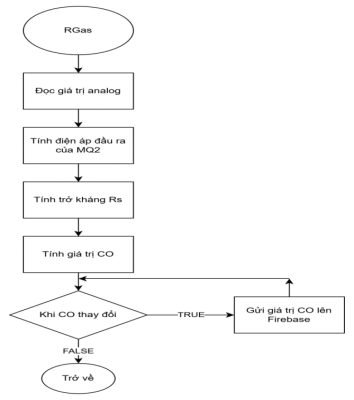 RGas
Đọc giá trị analog
Tính điện áp đầu ra
của MQ2
Tính trở kháng Rs
Tính giá trị CO
Khi CO thay đổi
TRUE
Gửi giá trị CO lên
Firebase
FALSE
Trở về